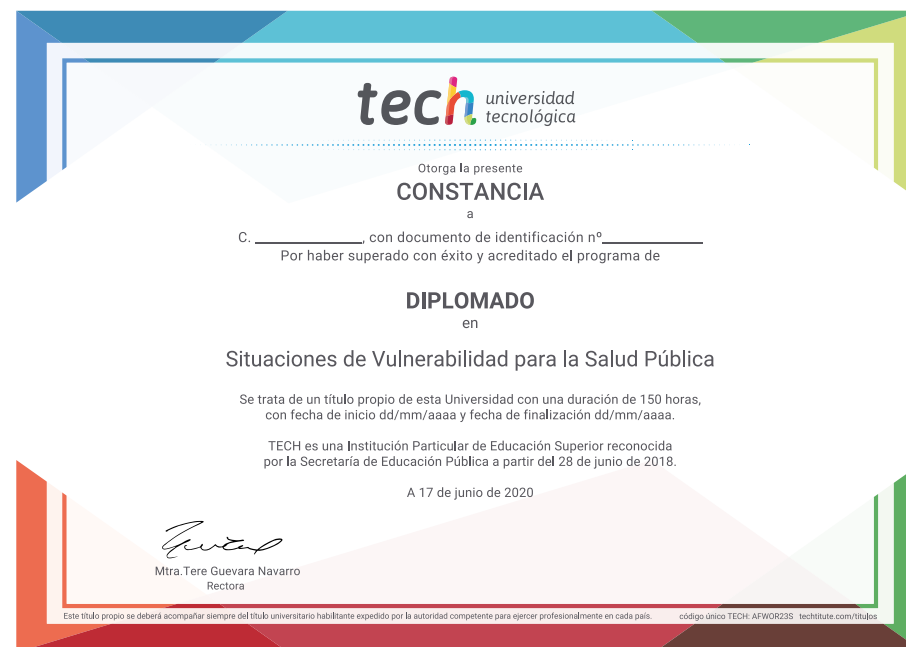 tech universidad
tecnológica
Otorga la presente
CONSTANCIA
a
C. ______________, con documento de identificación nº_____________
Por haber superado con éxito y acreditado el programa de
DIPLOMADO
en
Situaciones de Vulnerabilidad para la Salud Pública
Se trata de un título propio de esta Universidad con una duración de 150 horas,
con fecha de inicio dd/mm/aaaa y fecha de finalización dd/mm/aaaa.
TECH es una Institución Particular de Educación Superior reconocida
por la Secretaría de Educación Pública a partir del 28 de junio de 2018.
A 17 de junio de 2020
Mtra.Tere Guevara Navarro
Rectora
Este título propio se deberá acompañar siempre del título universitario habilitante expedido por la autoridad competente para ejercer profesionalmente en cada país. código único TECH: AFWOR23S techtitute.com/títulos